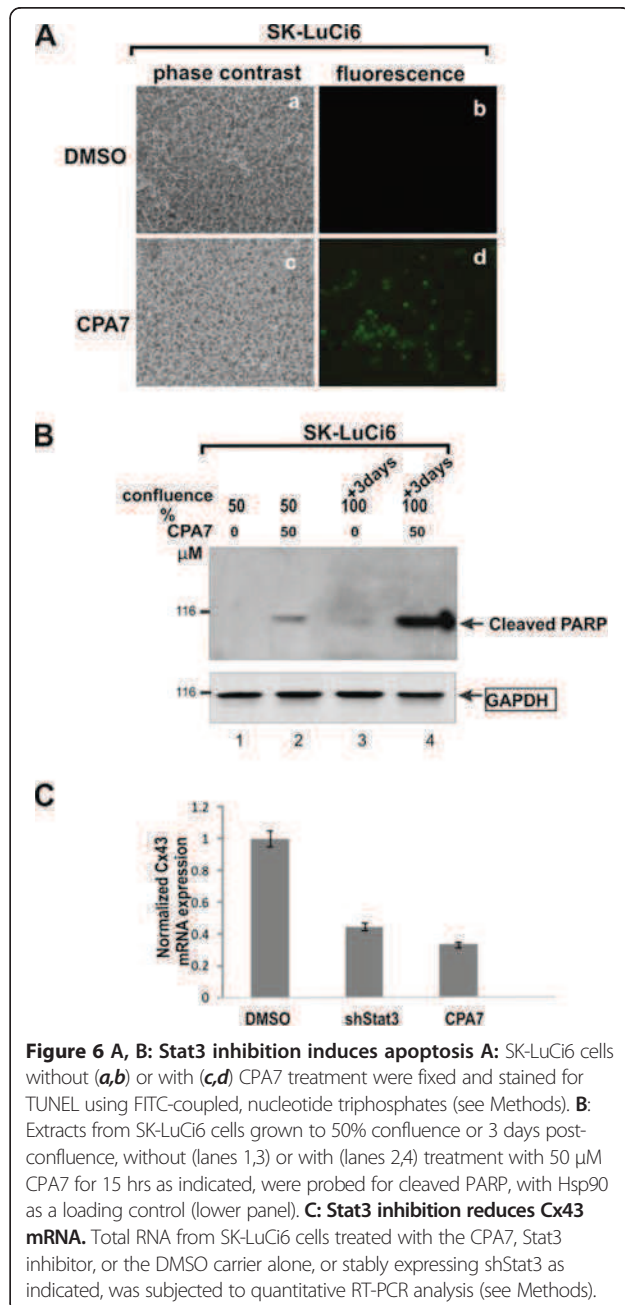 A
SK-LuCi6
phase contrast fluorescence
a b
DMSO
c d
CPA7
B
SK-LuCi6
+3days +3days
confluence 50 50 100 100
%
CPA7 0 50 0 50
µM
116
Cleaved PARP
116
GAPDH
1 2 3 4
C
Normalized Cx43
mRNA expression
1.2
1
0.8
0.6
0.4
0.2
0
DMSO shStat3 CPA7
Figure 6 A, B: Stat3 inhibition induces apoptosis A: SK-LuCi6 cells
without (a,b) or with (c,d) CPA7 treatment were fixed and stained for
TUNEL using FITC-coupled, nucleotide triphosphates (see Methods). B:
Extracts from SK-LuCi6 cells grown to 50% confluence or 3 days post-
confluence, without (lanes 1,3) or with (lanes 2,4) treatment with 50 µM
CPA7 for 15 hrs as indicated, were probed for cleaved PARP, with Hsp90
as a loading control (lower panel). C: Stat3 inhibition reduces Cx43
mRNA. Total RNA from SK-LuCi6 cells treated with the CPA7, Stat3
inhibitor, or the DMSO carrier alone, or stably expressing shStat3 as
indicated, was subjected to quantitative RT-PCR analysis (see Methods).